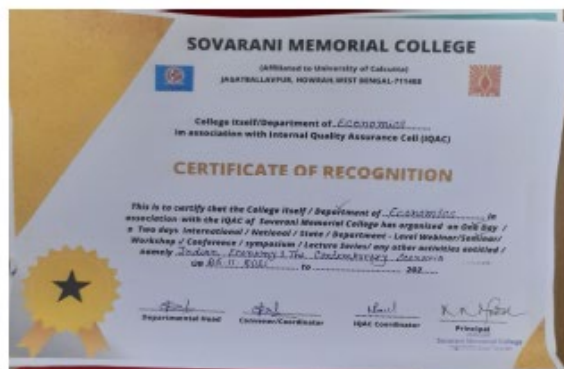 SOVARANI MEMORIAL COLLEGE
(Affiliated to University of Calcutta)
JAGATBALLAVPUR, HOWRAH, WEST BENGAL-711408
College itself/Department of Economics
in association with Internal Quality Assurance Cell (IQAC)
CERTIFICATE OF RECOGNITION
This is to certify that the College itself / Department of Economics in
association with the IQAC of Sovarani Memorial College has organized an One Day /
a Two days International / National / State / Department - Level Webinar/Seminar/
Workshop / Conference / symposium / Lecture Series/ any other activities entitled /
namely Indian Economy: The Contemporary Scenario
on to 202
Departmental Head Convenor/Coordinator IQAC Coordinator Principal
Sovarani Memorial College